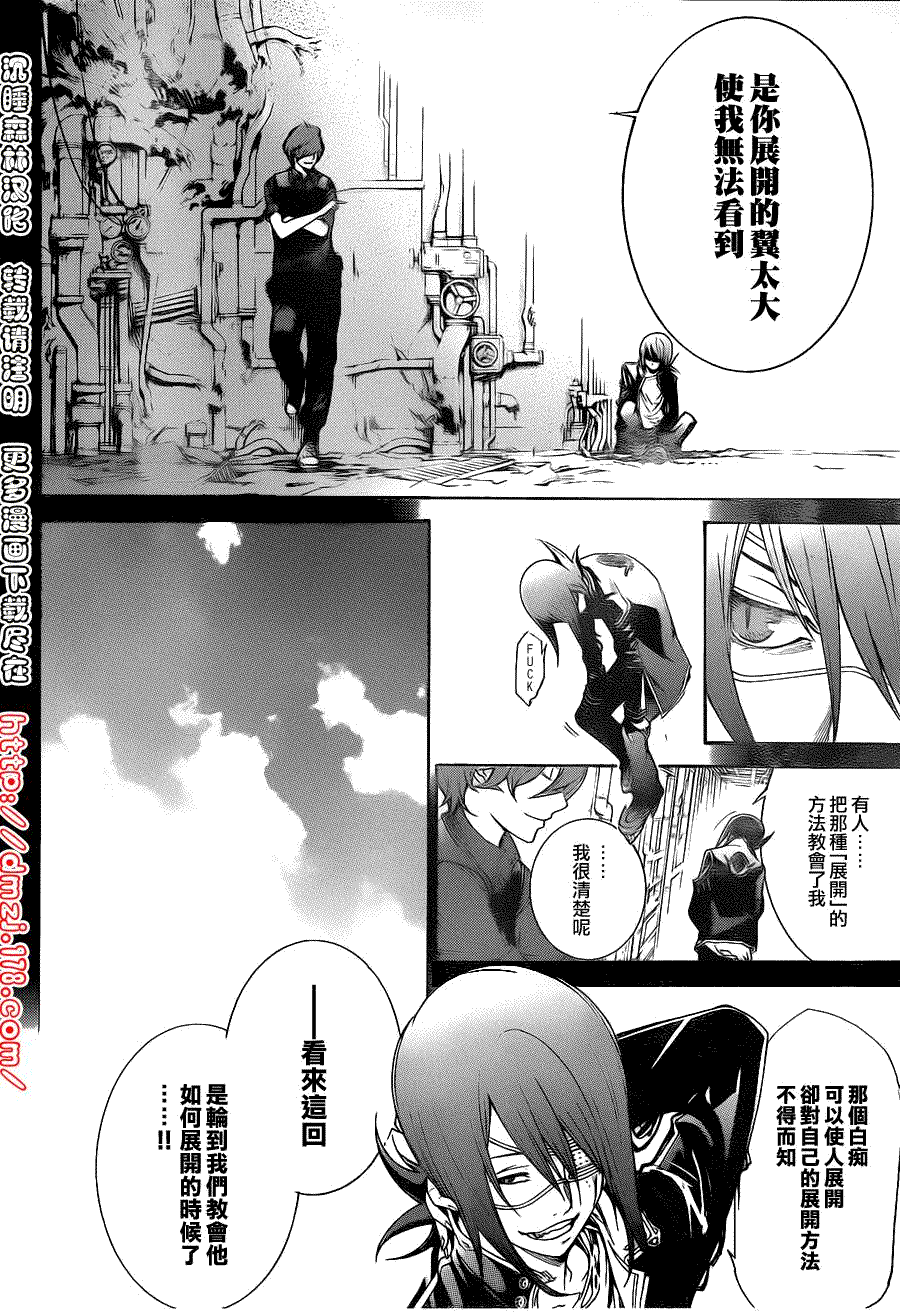 是你展開的翼太大
使我無法看到
FUCK
有人……
把那種「展開」的
方法教會了我
……
我很清楚呢
那個白痴
可以使人展開
卻對自己的展開方法
不得而知
——看來這回
是輪到我們教會他
如何展開的時候了
……!!
沉睡森林汉化 转载请注明 更多漫画下载尽在 http://dmzj.178.com/